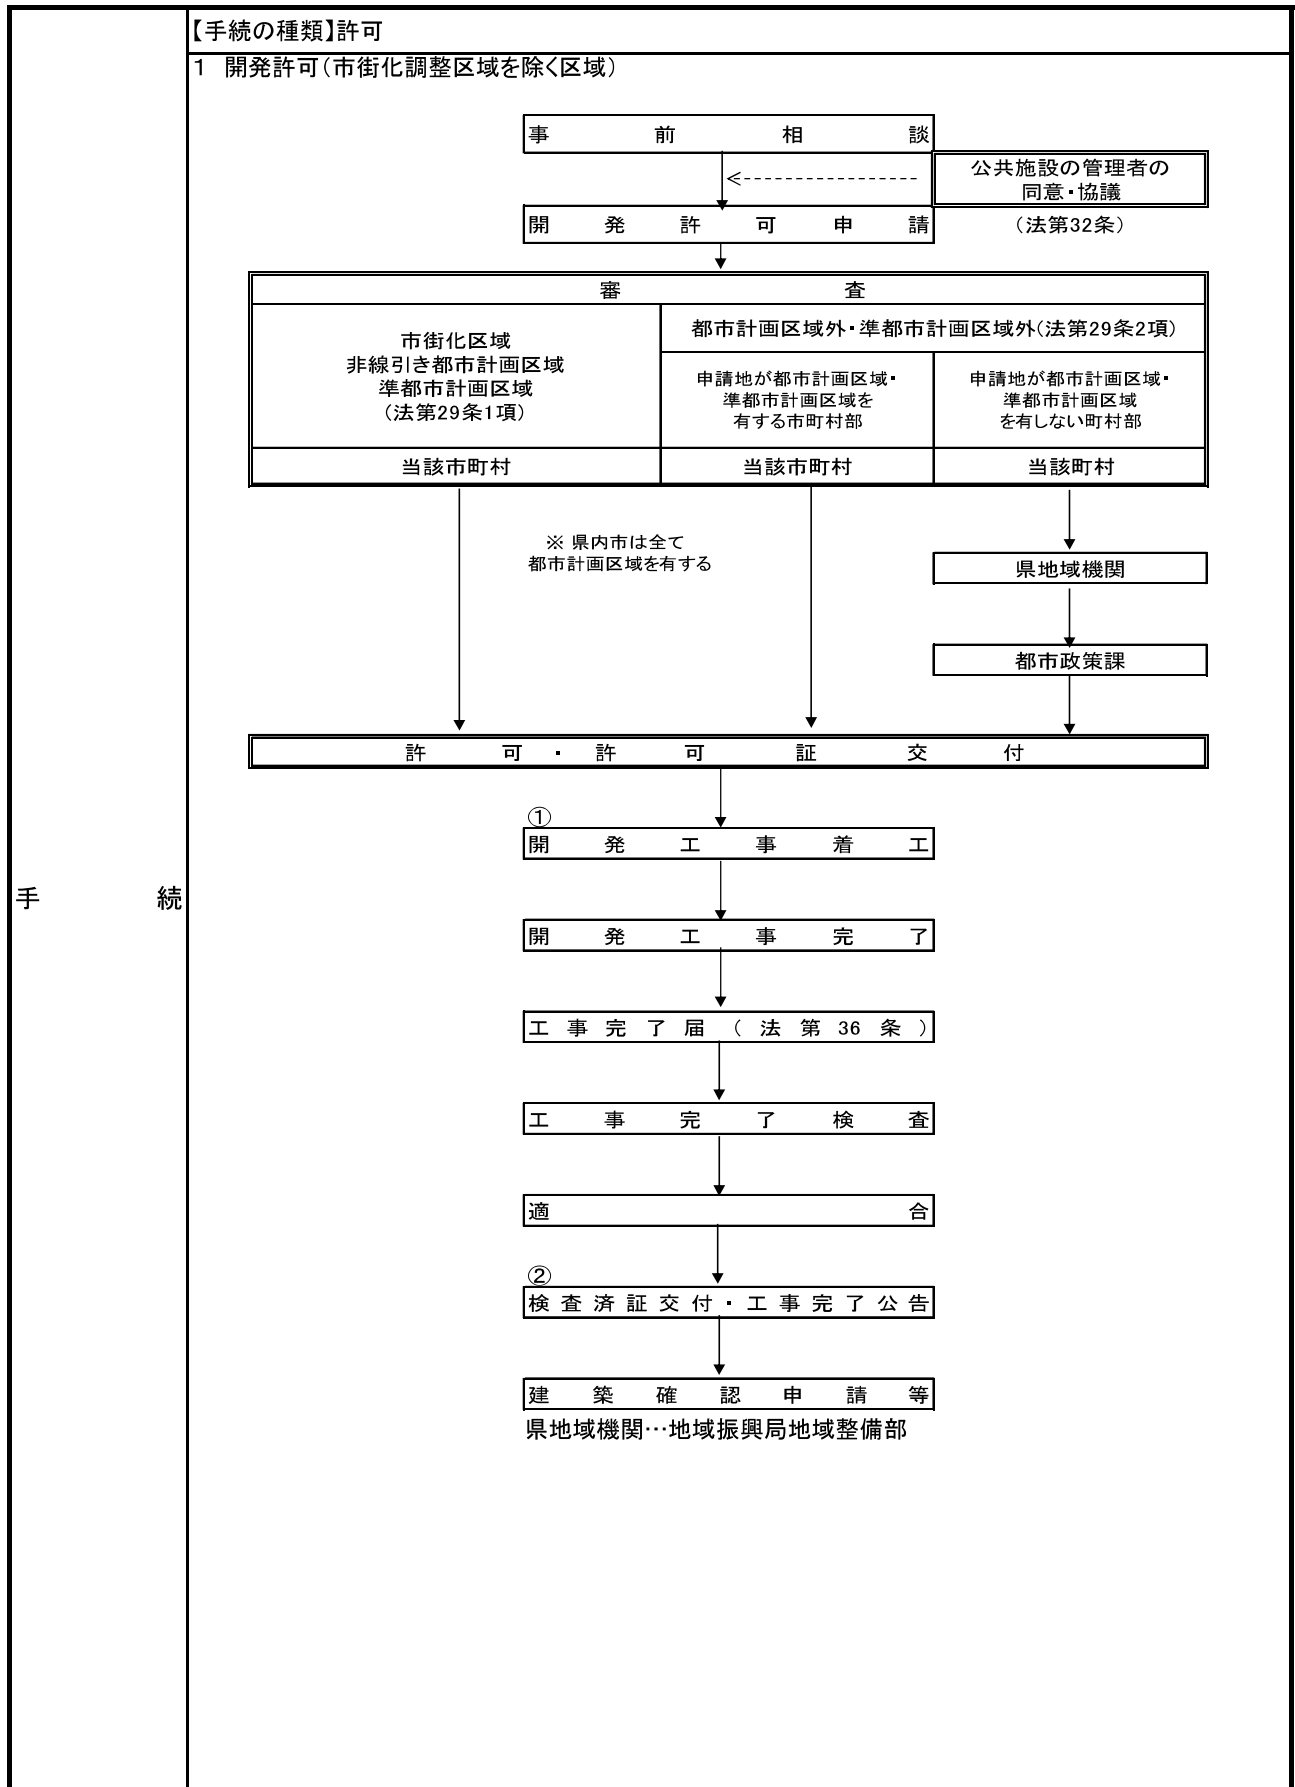 【手続の種類】許可
1 開発許可(市街化調整区域を除く区域)
事前相談
公共施設の管理者の
同意・協議
開発許可申請
(法第32条)
審査
市街化区域
非線引き都市計画区域
準都市計画区域
(法第29条1項)
都市計画区域外・準都市計画区域外(法第29条2項)
申請地が都市計画区域・
準都市計画区域を
有する市町村部
申請地が都市計画区域・
準都市計画区域
を有しない町村部
当該市町村
当該市町村
当該町村
※ 県内市は全て
都市計画区域を有する
県地域機関
都市政策課
許可・許可証交付
①
開発工事着工
手続
開発工事完了
工事完了届(法第36条)
工事完了検査
適合
②
検査済証交付・工事完了公告
建築確認申請等
県地域機関…地域振興局地域整備部